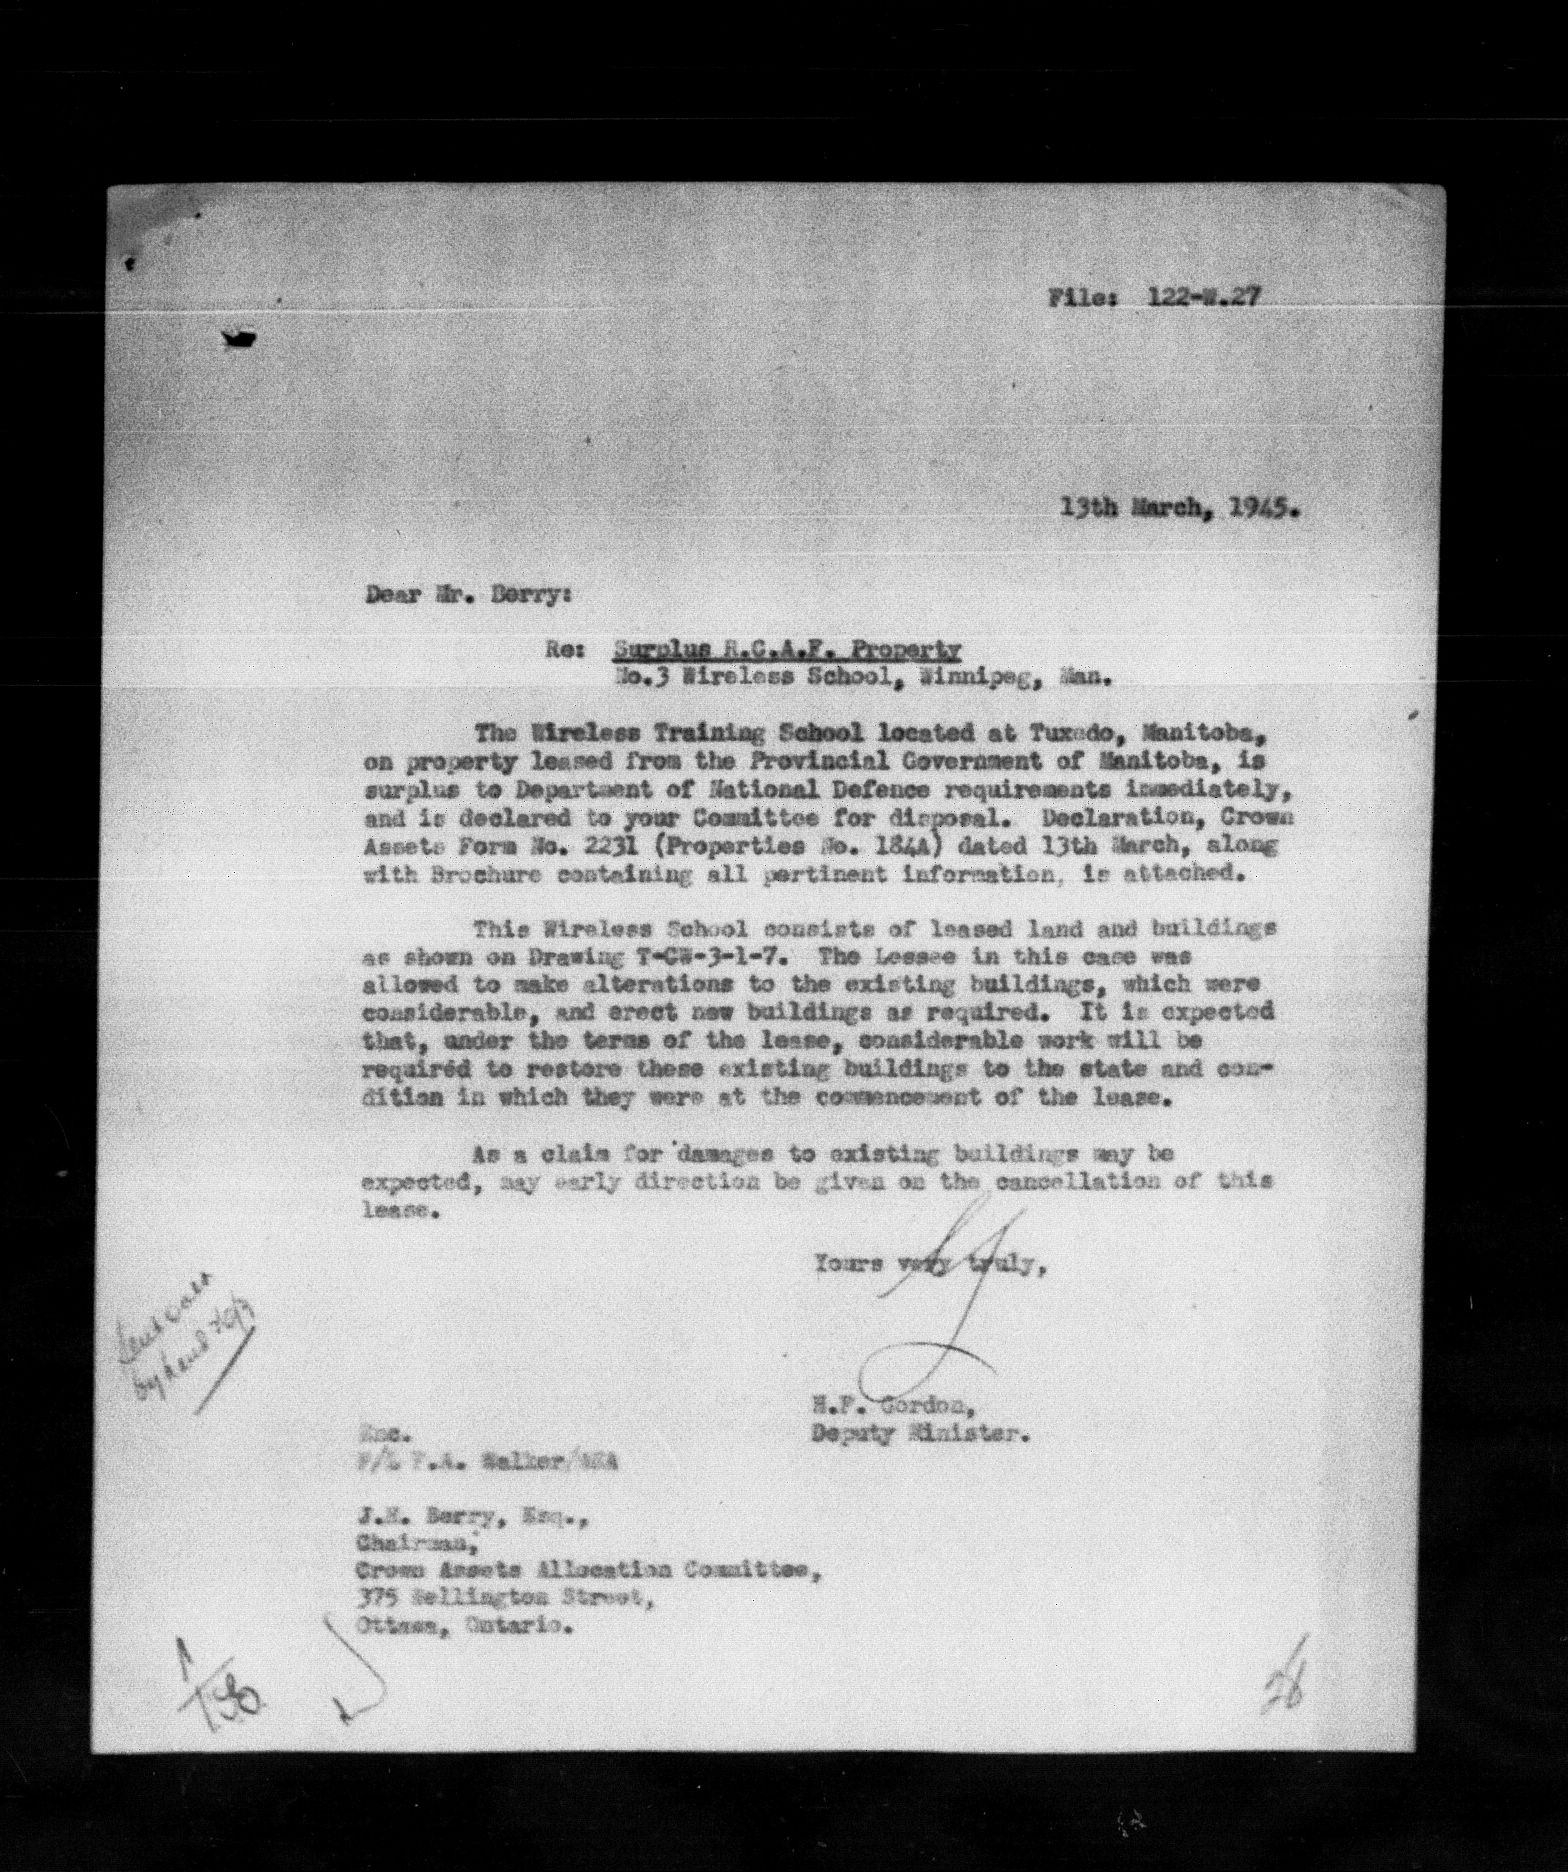 File: 122-W.27
13th March, 1945.
Dear Mr. Berry:
Re: Surplus R.C.A.F. Property
No.3 Wireless School, Winnipeg, Man.
The Wireless Training School located at Tuxedo, Manitoba,
on property leased from the Provincial Government of Manitoba, is
surplus to Department of National Defence requirements immediately,
and is declared to your Committee for disposal. Declaration, Crown
Assets Form No. 2231 (Properties No. 184A) dated 13th March, along
with Brochure containing all pertinent information, is attached.
This Wireless School consists of leased land and buildings
as shown on Drawing T-CW-3-1-7. The Lessee in this case was
allowed to make alterations to the existing buildings, which were
considerable, and erect new buildings as required. It is expected
that, under the terms of the lease, considerable work will be
required to restore these existing buildings to the state and con-
dition in which they were at the commencement of the lease.
As a claim for damages to existing buildings may be
expected, may early direction be given on the cancellation of this
lease.
Yours very truly,
H.F. Gordon,
Deputy Minister.
Enc.
F/L F.A. Walker
J.H. Berry, Esq.,
Chairman,
Crown Assets Allocation Committee,
375 Wellington Street,
Ottawa, Ontario.